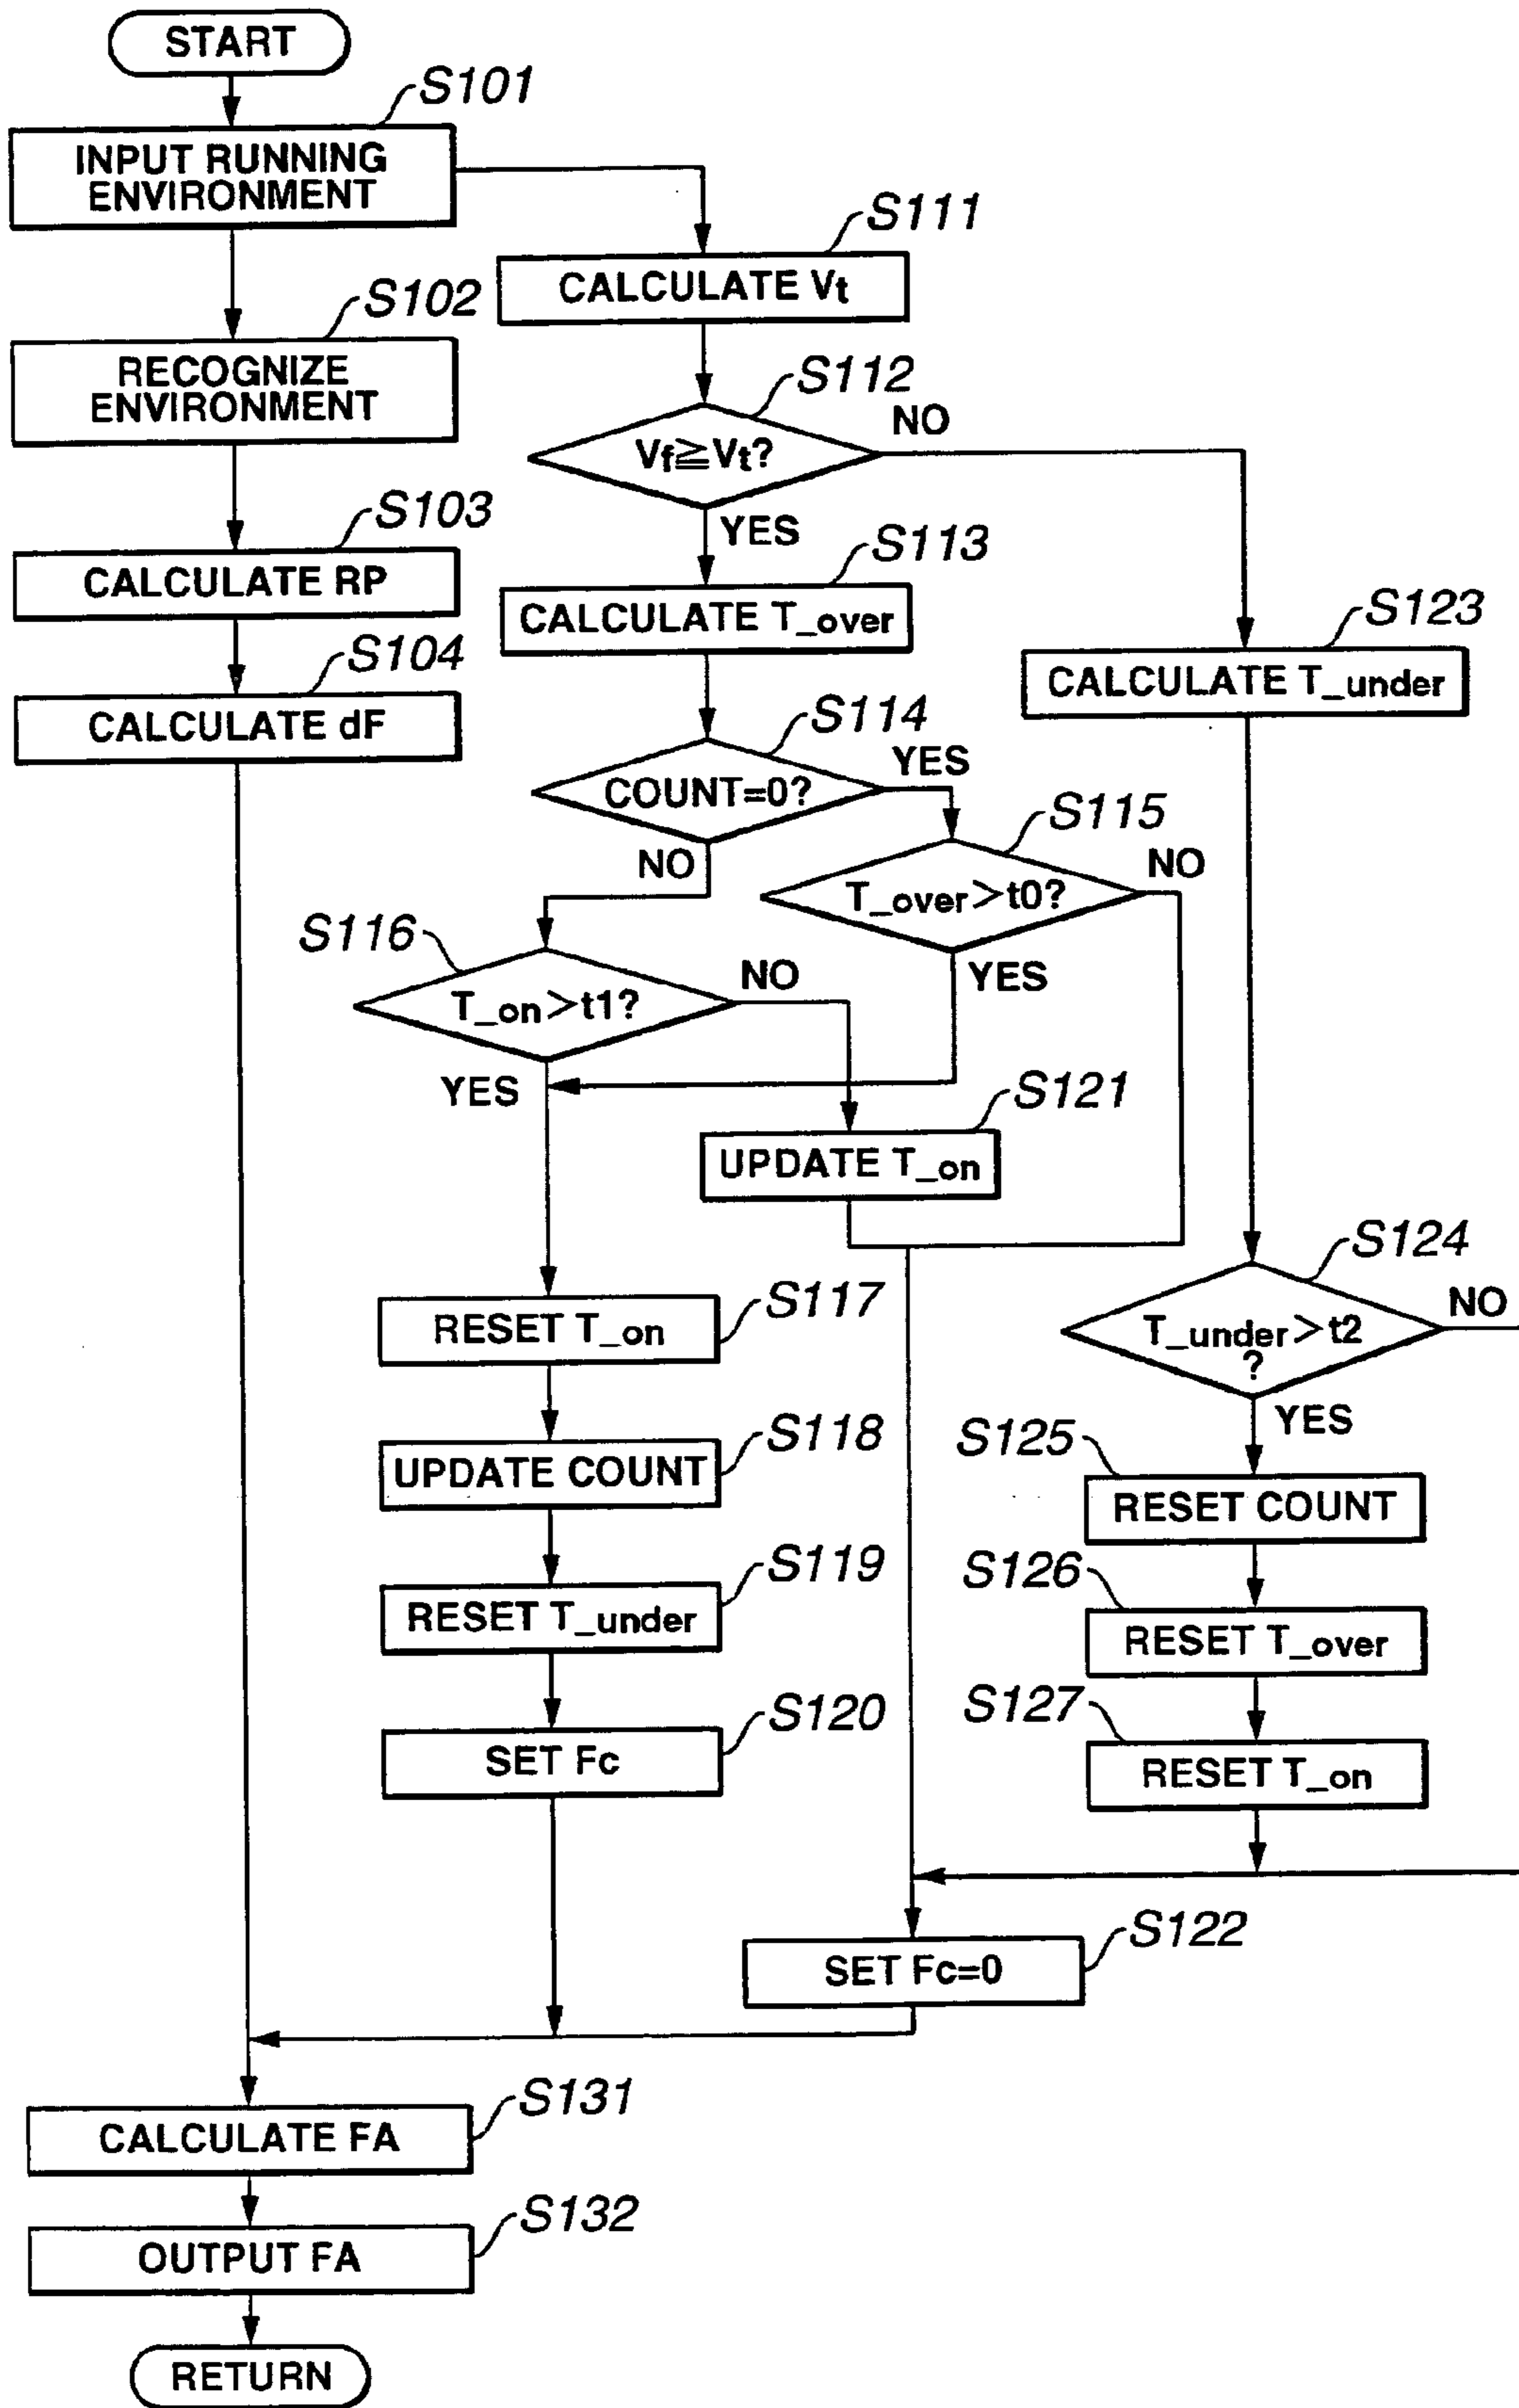 START
S101
INPUT RUNNING
ENVIRONMENT
S111
CALCULATE Vt
S102
RECOGNIZE
ENVIRONMENT
S112
Vf≧Vt?
NO
YES
S103
CALCULATE RP
S113
CALCULATE T_over
S123
CALCULATE T_under
S104
CALCULATE dF
S114
COUNT=0?
YES
NO
S115
T_over>t0?
NO
YES
S116
T_on>t1?
NO
YES
S121
UPDATE T_on
S124
T_under>t2
?
NO
YES
S117
RESET T_on
S118
UPDATE COUNT
S125
RESET COUNT
S119
RESET T_under
S126
RESET T_over
S120
SET Fc
S127
RESET T_on
S122
SET Fc=0
S131
CALCULATE FA
S132
OUTPUT FA
RETURN